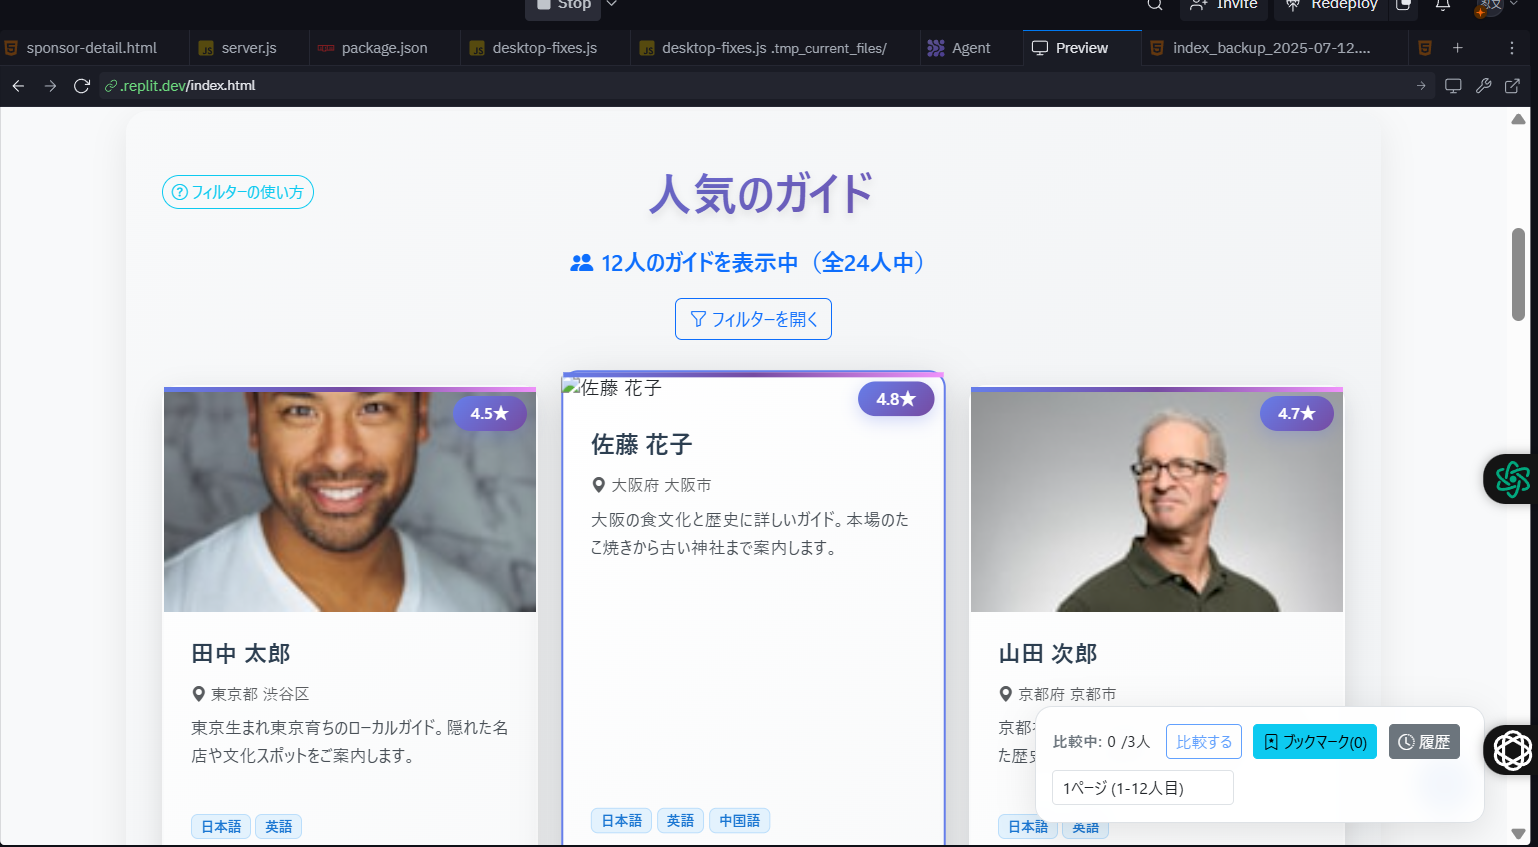 Stop
Invite
Redeploy
sponsor-detail.html
server.js
package.json
desktop-fixes.js
desktop-fixes.js .tmp_current_files/
Agent
Preview
index_backup_2025-07-12....
.replit.dev/index.html
フィルターの使い方
人気のガイド
12人のガイドを表示中（全24人中）
フィルターを開く
4.5★
佐藤 花子
4.8★
4.7★
佐藤 花子
大阪府 大阪市
大阪の食文化と歴史に詳しいガイド。本場のた
こ焼きから古い神社まで案内します。
田中 太郎
東京都 渋谷区
東京生まれ東京育ちのローカルガイド。隠れた名
店や文化スポットをご案内します。
山田 次郎
京都府 京都市
京都
た歴
比較中: 0 /3人
比較する
ブックマーク(0)
履歴
1ページ (1-12人目)
日本語
英語
日本語
英語
中国語
日本語
英語